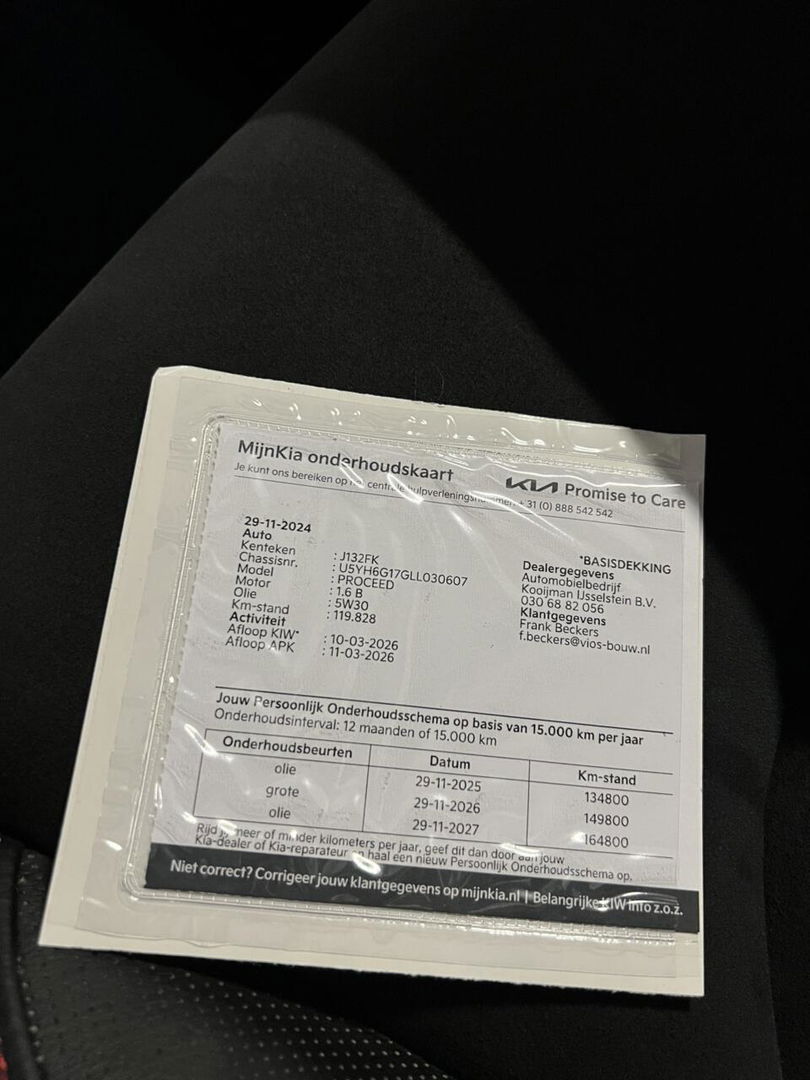 MijnKia onderhoudskaart
KIA Promise to Care
Je kunt ons bereiken op centrale hulpverleningsnummer: +31 (0) 888 542 542
29-11-2024
Auto
Kenteken : J132FK
Chassisnr. : U5YH6G17GLL030607
Model : PROCEED
Motor : 1.6 B
Olie : 5W30
Km-stand : 119.828
Activiteit
Afloop KIW* : 10-03-2026
Afloop APK : 11-03-2026
*BASISDEKKING
Dealergegevens
Automobielbedrijf
Kooijman IJsselstein B.V.
030 68 82 056
Klantgegevens
Frank Beckers
f.beckers@vios-bouw.nl
Jouw Persoonlijk Onderhoudsschema op basis van 15.000 km per jaar
Onderhoudsinterval: 12 maanden of 15.000 km
Onderhoudsbeurten Datum Km-stand
olie 29-11-2025 134800
grote 29-11-2026 149800
olie 29-11-2027 164800
Rijd jij meer of minder kilometers per jaar, geef dit dan door aan jouw
Kia-dealer of Kia-reparateur en haal een nieuw Persoonlijk Onderhoudsschema op.
Niet correct? Corrigeer jouw klantgegevens op mijnkia.nl | Belangrijke KIW info z.o.z.